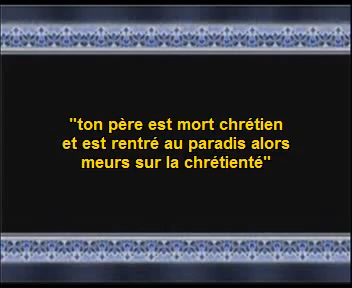 "ton père est mort chrétien
et est rentré au paradis alors
meurs sur la chrétienté"